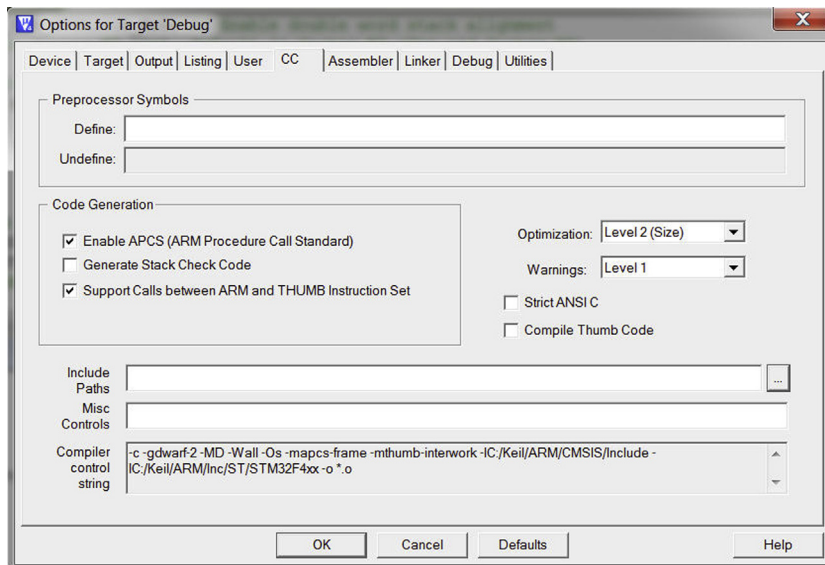 Options for Target 'Debug'
Device Target Output Listing User CC Assembler Linker Debug Utilities
Preprocessor Symbols
Define:
Undefine:
Code Generation
Enable APCS (ARM Procedure Call Standard)
Generate Stack Check Code
Support Calls between ARM and THUMB Instruction Set
Optimization: Level 2 (Size)
Warnings: Level 1
Strict ANSI C
Compile Thumb Code
Include
Paths
...
Misc
Controls
Compiler
control
string
-c -gdwarf-2 -MD -Wall -Os -mapcs-frame -mthumb-interwork -IC:/Keil/ARM/CMSIS/Include -
IC:/Keil/ARM/Inc/ST/STM32F4xx -o *.o
OK Cancel Defaults Help